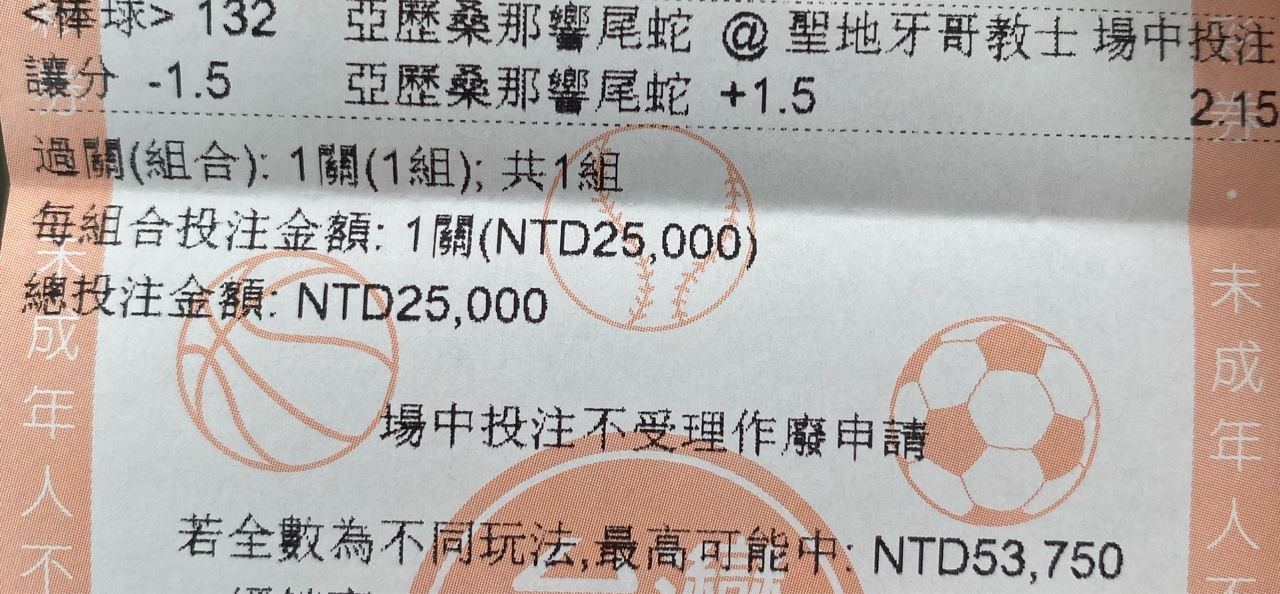 <棒球> 132 亞歷桑那響尾蛇 @ 聖地牙哥教士 場中投注
讓分 -1.5 亞歷桑那響尾蛇 +1.5 2.15
過關(組合): 1關(1組); 共1組
每組合投注金額: 1關(NTD25,000)
總投注金額: NTD25,000
場中投注不受理作廢申請
若全數為不同玩法,最高可能中: NTD53,750
未成年人不
券·未成年人不